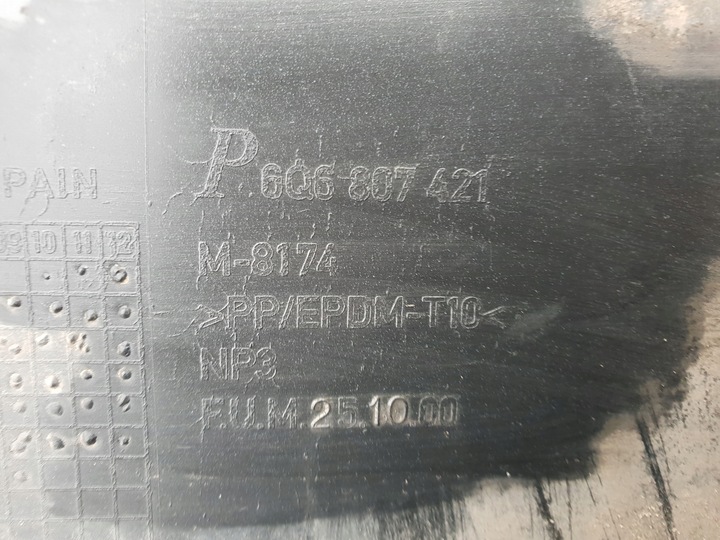 P 6Q6 807 421
PAIN
9 10 11 12
M-8174
>PP/EPDM-T10<
NP3
F.U.M. 25.10.00